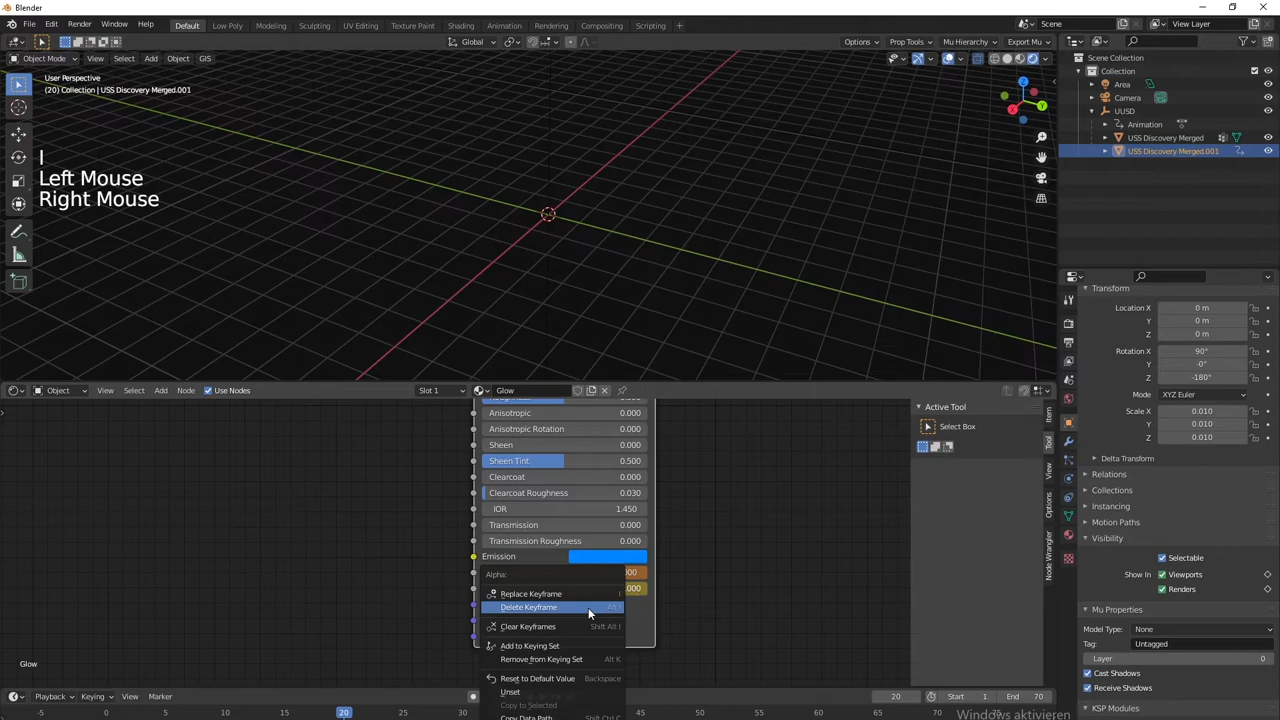 Blender
File Edit Render Window Help Default Low Poly Modeling Sculpting UV Editing Texture Paint Shading Animation Rendering Compositing Scripting + Scene View Layer
Global Options Prop Tools Mu Hierarchy Export Mu
Object Mode View Select Add Object GIS
User Perspective
(20) Collection | USS Discovery Merged.001
I
Left Mouse
Right Mouse
Z
Y
X
Scene Collection
Collection
Area
Camera
UUSD
Animation
USS Discovery Merged
USS Discovery Merged.001
Transform
Location X 0 m
Y 0 m
Z 0 m
Rotation X 90°
Y -0°
Z -180°
Mode XYZ Euler
Scale X 0.010
Y 0.010
Z 0.010
Delta Transform
Relations
Collections
Instancing
Motion Paths
Visibility
Selectable
Show In Viewports
Renders
Mu Properties
Model Type: None
Tag: Untagged
Layer 0
Cast Shadows
Receive Shadows
KSP Modules
Object View Select Add Node Use Nodes Slot 1 Glow
Anisotropic 0.000
Anisotropic Rotation 0.000
Sheen 0.000
Sheen Tint 0.500
Clearcoat 0.000
Clearcoat Roughness 0.030
IOR 1.450
Transmission 0.000
Transmission Roughness 0.000
Emission
Alpha:
Replace Keyframe I
Delete Keyframe Alt I
Clear Keyframes Shift Alt I
Add to Keying Set
Remove from Keying Set Alt K
Reset to Default Value Backspace
Unset
Copy to Selected
Copy Data Path Shift Ctrl C
Active Tool
Select Box
Item
Tool
View
Options
Node Wrangler
Glow
Playback Keying View Marker 20 Start 1 End 70
-5 0 5 10 15 20 25 30 45 50 55 60 65 70 75
Windows aktivieren